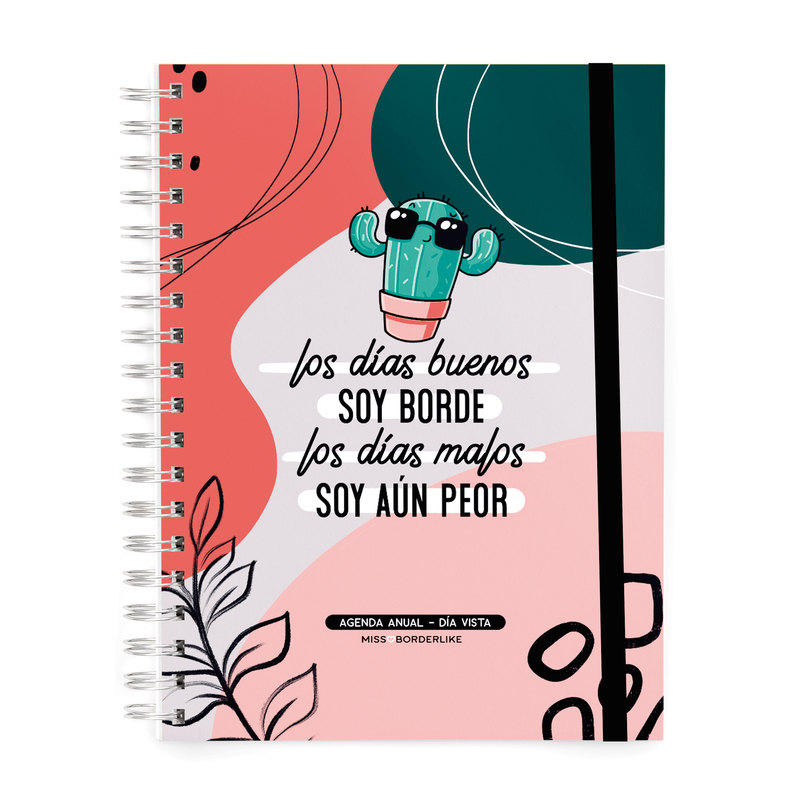 los días buenos
SOY BORDE
los días malos
SOY AÚN PEOR
AGENDA ANUAL - DÍA VISTA
MISS BORDERLIKE